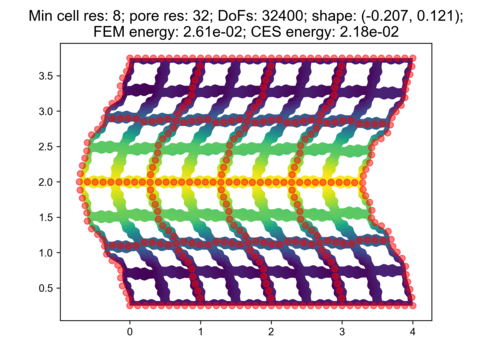 Min cell res: 8; pore res: 32; DoFs: 32400; shape: (-0.207, 0.121);
FEM energy: 2.61e-02; CES energy: 2.18e-02
3.5
3.0
2.5
2.0
1.5
1.0
0.5
0 1 2 3 4